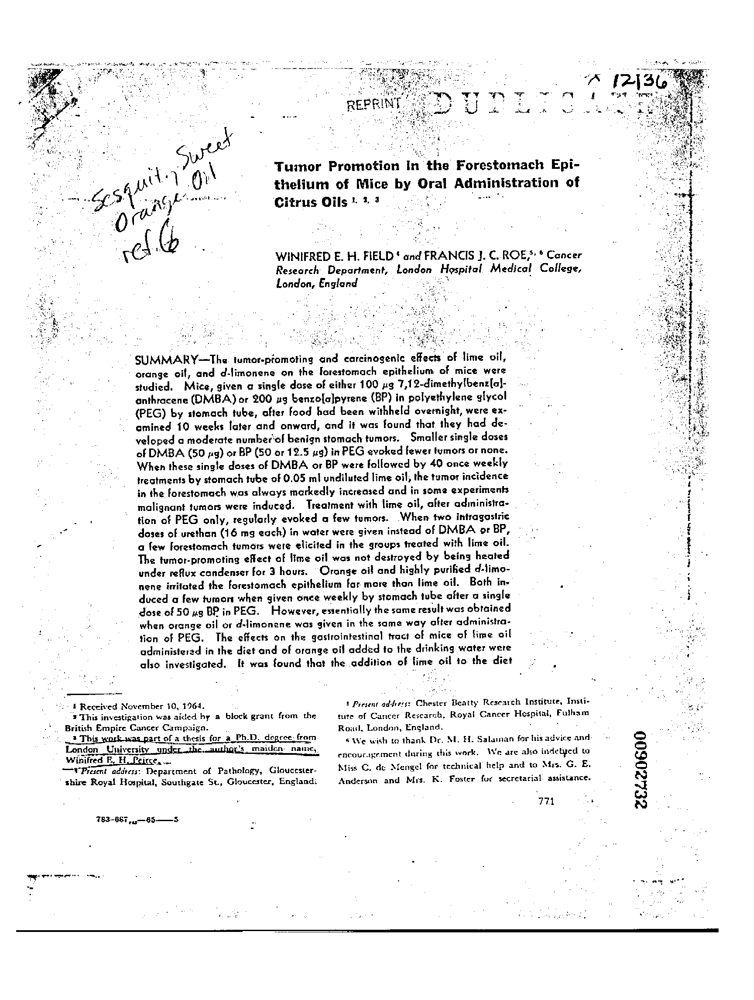 12136
REPRINT DUPLICATE
Sesquit., Sweet
Orange Oil
ref. 6
Tumor Promotion in the Forestomach Epi-
thelium of Mice by Oral Administration of
Citrus Oils 1, 2, 3
WINIFRED E. H. FIELD 4 and FRANCIS J. C. ROE,5, 6 Cancer
Research Department, London Hospital Medical College,
London, England
SUMMARY—The tumor-promoting and carcinogenic effects of lime oil,
orange oil, and d-limonene on the forestomach epithelium of mice were
studied. Mice, given a single dose of either 100 μg 7,12-dimethylbenz[a]-
anthracene (DMBA) or 200 μg benzo[a]pyrene (BP) in polyethylene glycol
(PEG) by stomach tube, after food had been withheld overnight, were ex-
amined 10 weeks later and onward, and it was found that they had de-
veloped a moderate number of benign stomach tumors. Smaller single doses
of DMBA (50 μg) or BP (50 or 12.5 μg) in PEG evoked fewer tumors or none.
When these single doses of DMBA or BP were followed by 40 once weekly
treatments by stomach tube of 0.05 ml undiluted lime oil, the tumor incidence
in the forestomach was always markedly increased and in some experiments
malignant tumors were induced. Treatment with lime oil, after administra-
tion of PEG only, regularly evoked a few tumors. When two intragastric
doses of urethan (16 mg each) in water were given instead of DMBA or BP,
a few forestomach tumors were elicited in the groups treated with lime oil.
The tumor-promoting effect of lime oil was not destroyed by being heated
under reflux condenser for 3 hours. Orange oil and highly purified d-limo-
nene irritated the forestomach epithelium far more than lime oil. Both in-
duced a few tumors when given once weekly by stomach tube after a single
dose of 50 μg BP in PEG. However, essentially the same result was obtained
when orange oil or d-limonene was given in the same way after administra-
tion of PEG. The effects on the gastrointestinal tract of mice of lime oil
administered in the diet and of orange oil added to the drinking water were
also investigated. It was found that the addition of lime oil to the diet
1 Received November 10, 1964.
2 This investigation was aided by a block grant from the
British Empire Cancer Campaign.
3 This work was part of a thesis for a Ph.D. degree from
London University under the author's maiden name,
Winifred E. H. Peirce.
4 Present address: Department of Pathology, Gloucester-
shire Royal Hospital, Southgate St., Gloucester, England.
5 Present address: Chester Beatty Research Institute, Insti-
tute of Cancer Research, Royal Cancer Hospital, Fulham
Road, London, England.
6 We wish to thank Dr. M. H. Salaman for his advice and
encouragement during this work. We are also indebted to
Miss C. de Mengel for technical help and to Mrs. G. E.
Anderson and Mrs. K. Foster for secretarial assistance.
771
783-667—65——5
00902732